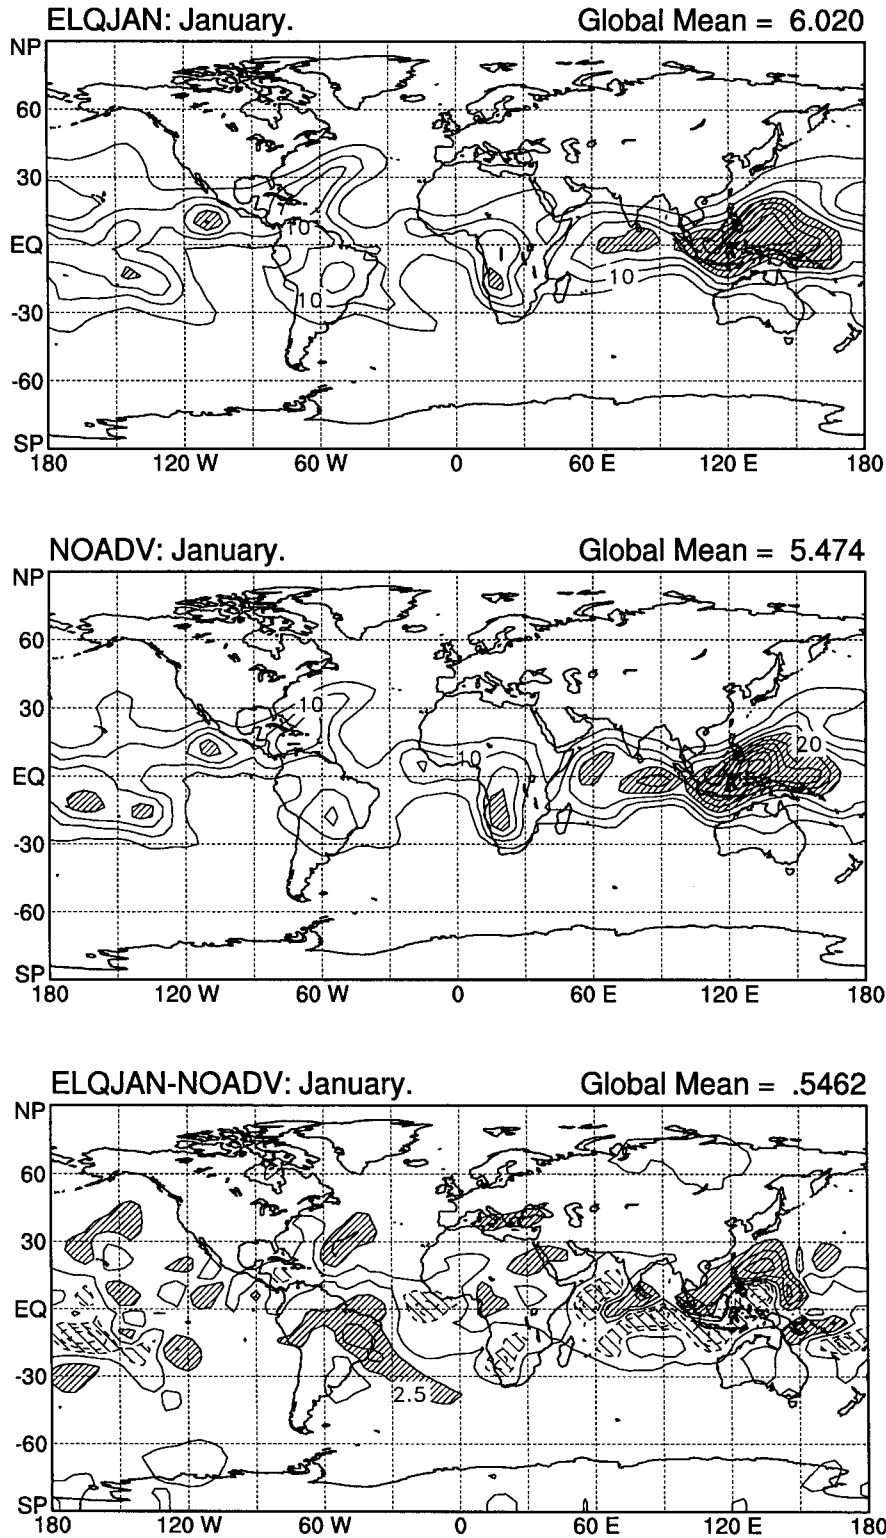 ELQJAN: January. Global Mean = 6.020
NP
60
30
10
EQ
10
10
-30
-60
SP
180 120 W 60 W 0 60 E 120 E 180
NOADV: January. Global Mean = 5.474
NP
60
30
10
20
10
EQ
-30
-60
SP
180 120 W 60 W 0 60 E 120 E 180
ELQJAN-NOADV: January. Global Mean = .5462
NP
60
30
EQ
-30
2.5
-60
SP
180 120 W 60 W 0 60 E 120 E 180